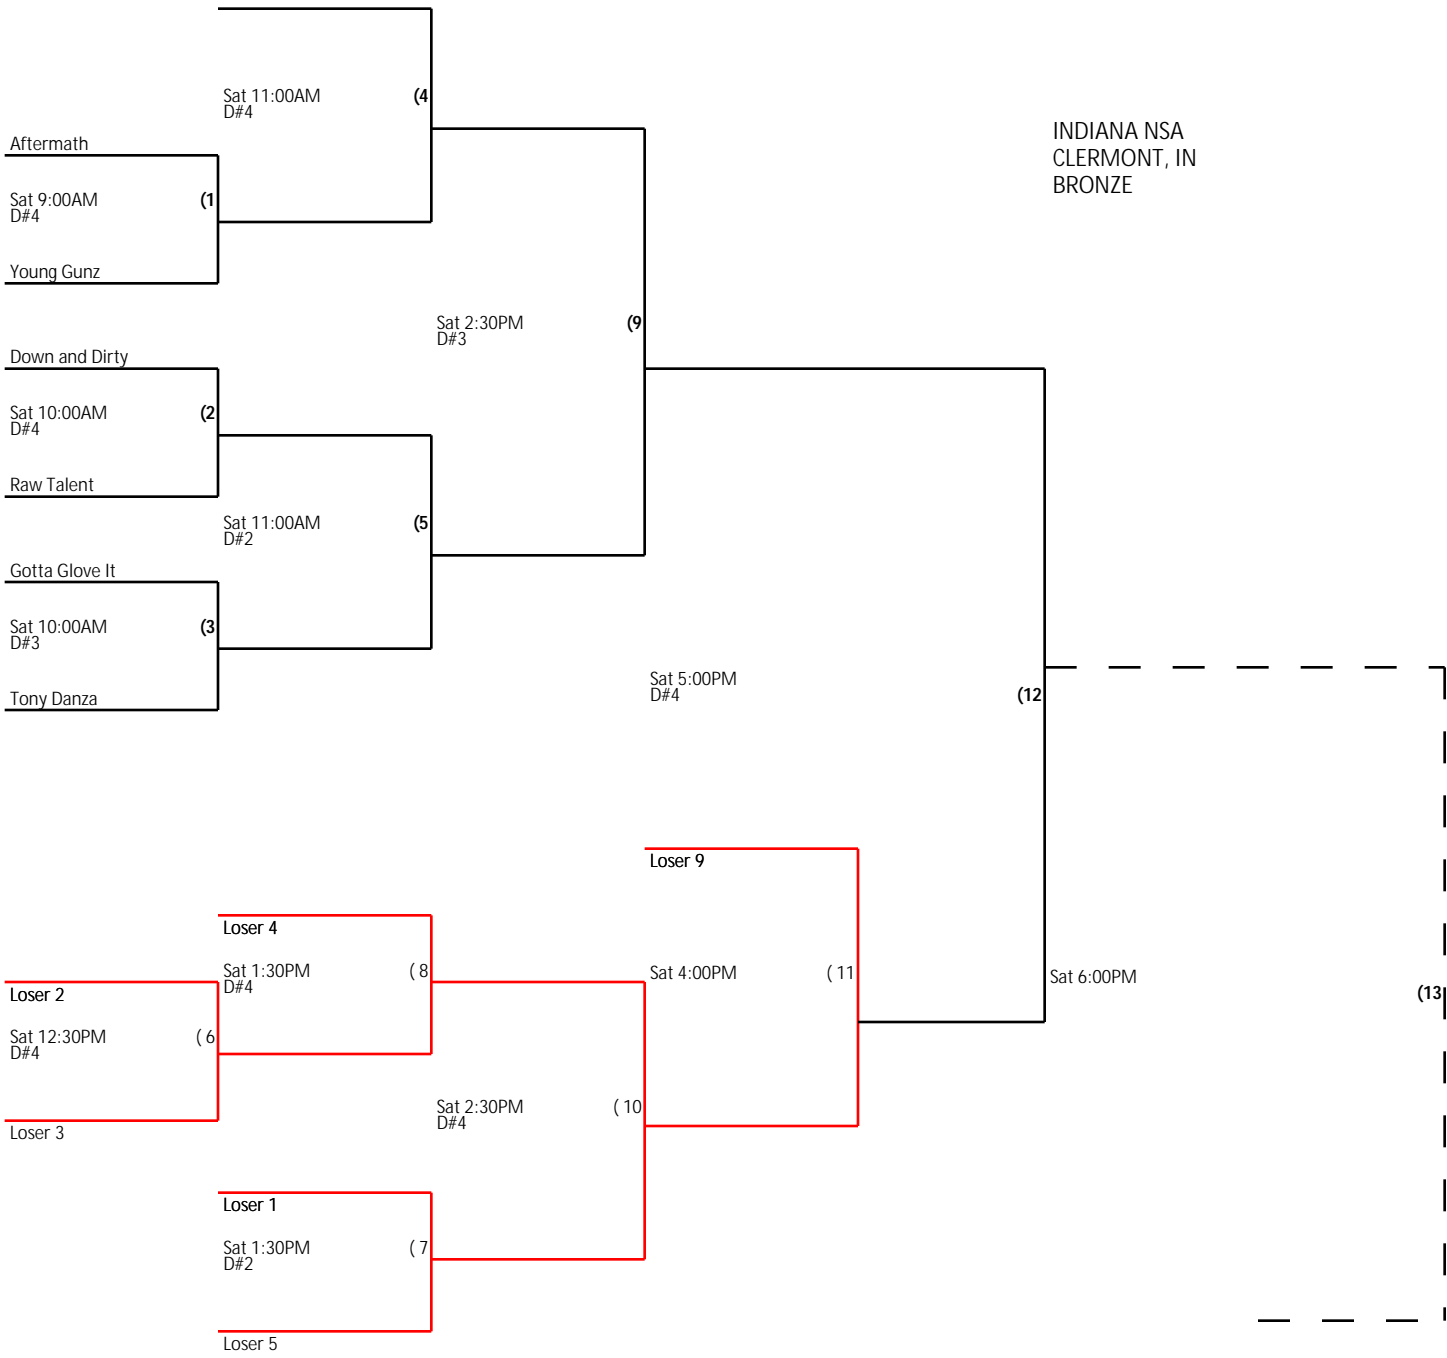 Sat 11:00AM (4
D#4
INDIANA NSA
CLERMONT, IN
BRONZE
Aftermath
Sat 9:00AM (1
D#4
Young Gunz
Sat 2:30PM (9
D#3
Down and Dirty
Sat 10:00AM (2
D#4
Raw Talent
Sat 11:00AM (5
D#2
Gotta Glove It
Sat 10:00AM (3
D#3
Tony Danza
Sat 5:00PM (12
D#4
Loser 9
Loser 4
Sat 1:30PM ( 8
D#4
Sat 4:00PM ( 11
Sat 6:00PM (13
Loser 2
Sat 12:30PM ( 6
D#4
Loser 3
Sat 2:30PM ( 10
D#4
Loser 1
Sat 1:30PM ( 7
D#2
Loser 5